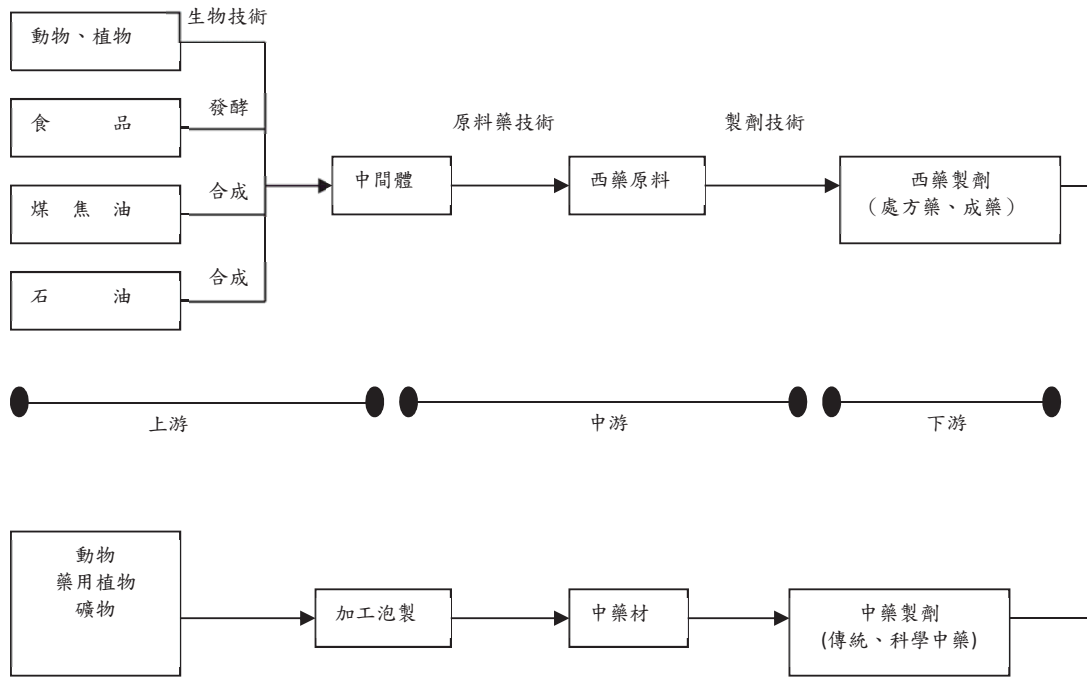 生物技術
動物、植物
發酵
食品
原料藥技術
製劑技術
中間體
西藥原料
西藥製劑
（處方藥、成藥）
合成
煤焦油
合成
石油
上游
中游
下游
動物
藥用植物
礦物
加工泡製
中藥材
中藥製劑
(傳統、科學中藥)